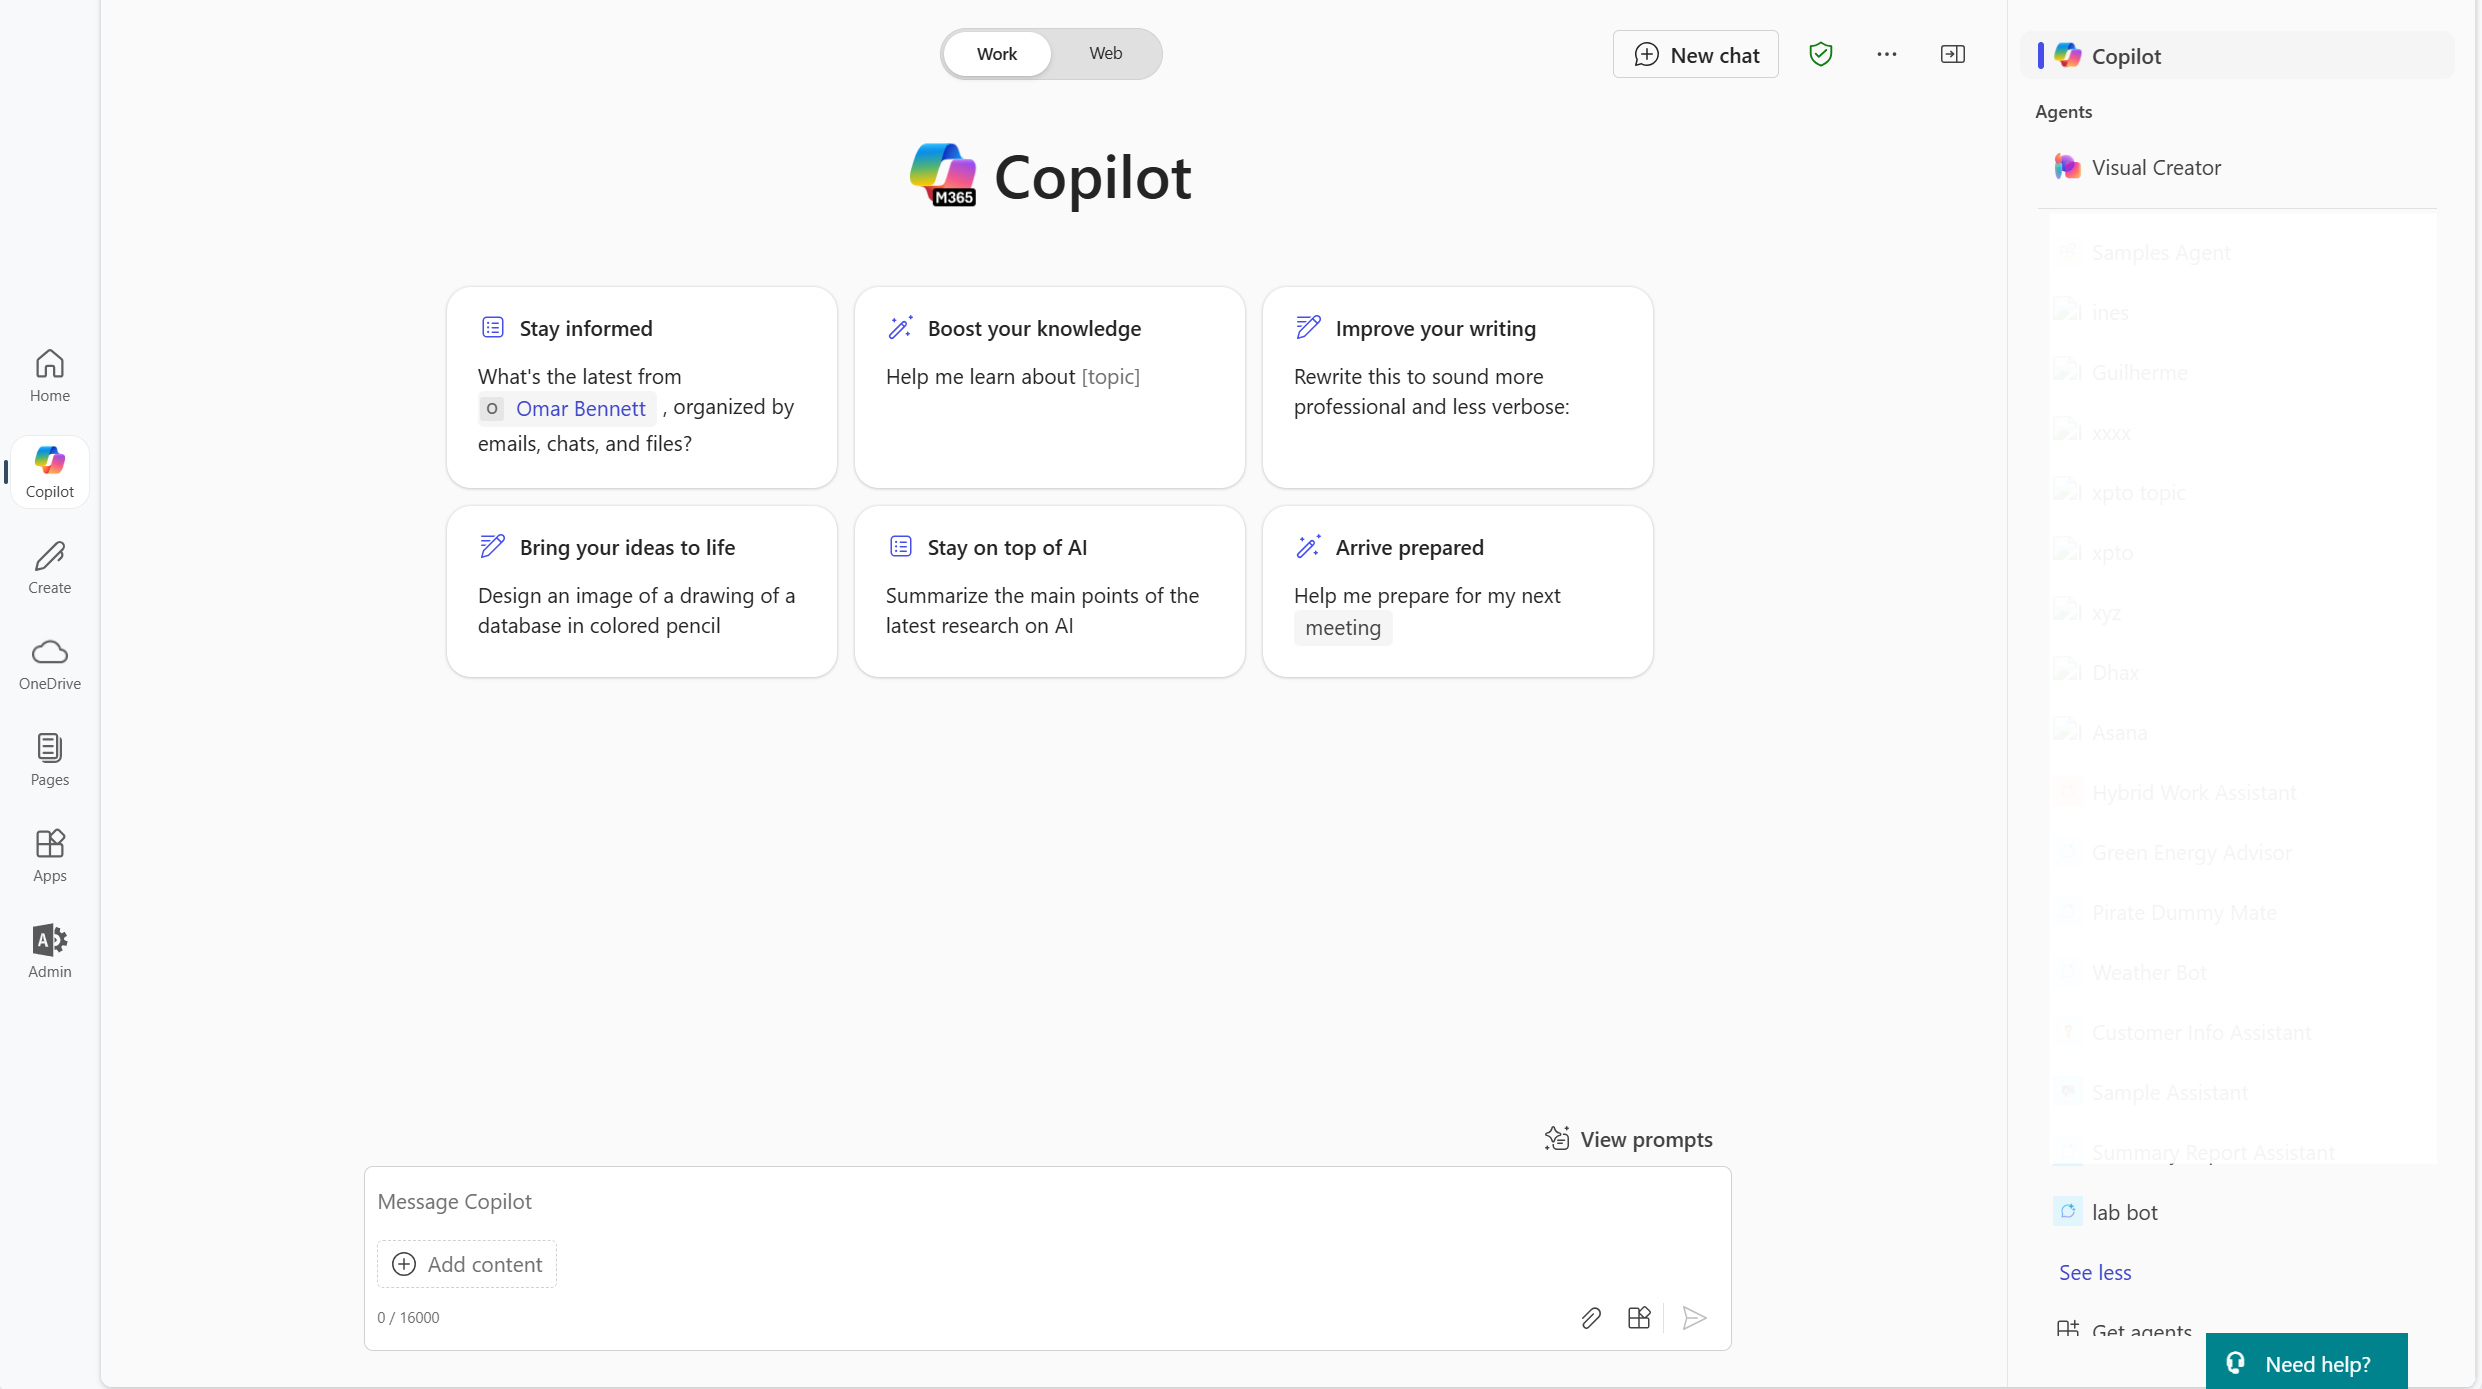 Work
Web
New chat
Copilot
M365
Copilot
Home
Copilot
Create
OneDrive
Pages
Apps
A
Admin
Stay informed
What's the latest from
O Omar Bennett , organized by
emails, chats, and files?
Boost your knowledge
Help me learn about [topic]
Improve your writing
Rewrite this to sound more
professional and less verbose:
Bring your ideas to life
Design an image of a drawing of a
database in colored pencil
Stay on top of AI
Summarize the main points of the
latest research on AI
Arrive prepared
Help me prepare for my next
meeting
View prompts
Message Copilot
Add content
0 / 16000
Agents
Visual Creator
Samples Agent
ines
Guilherme
xxxx
xpto topic
xpto
xyz
Dhax
Asana
Hybrid Work Assistant
Green Energy Advisor
Pirate Dummy Mate
Weather Bot
Customer Info Assistant
Sample Assistant
Summary Report Assistant
lab bot
See less
Get agents
Need help?